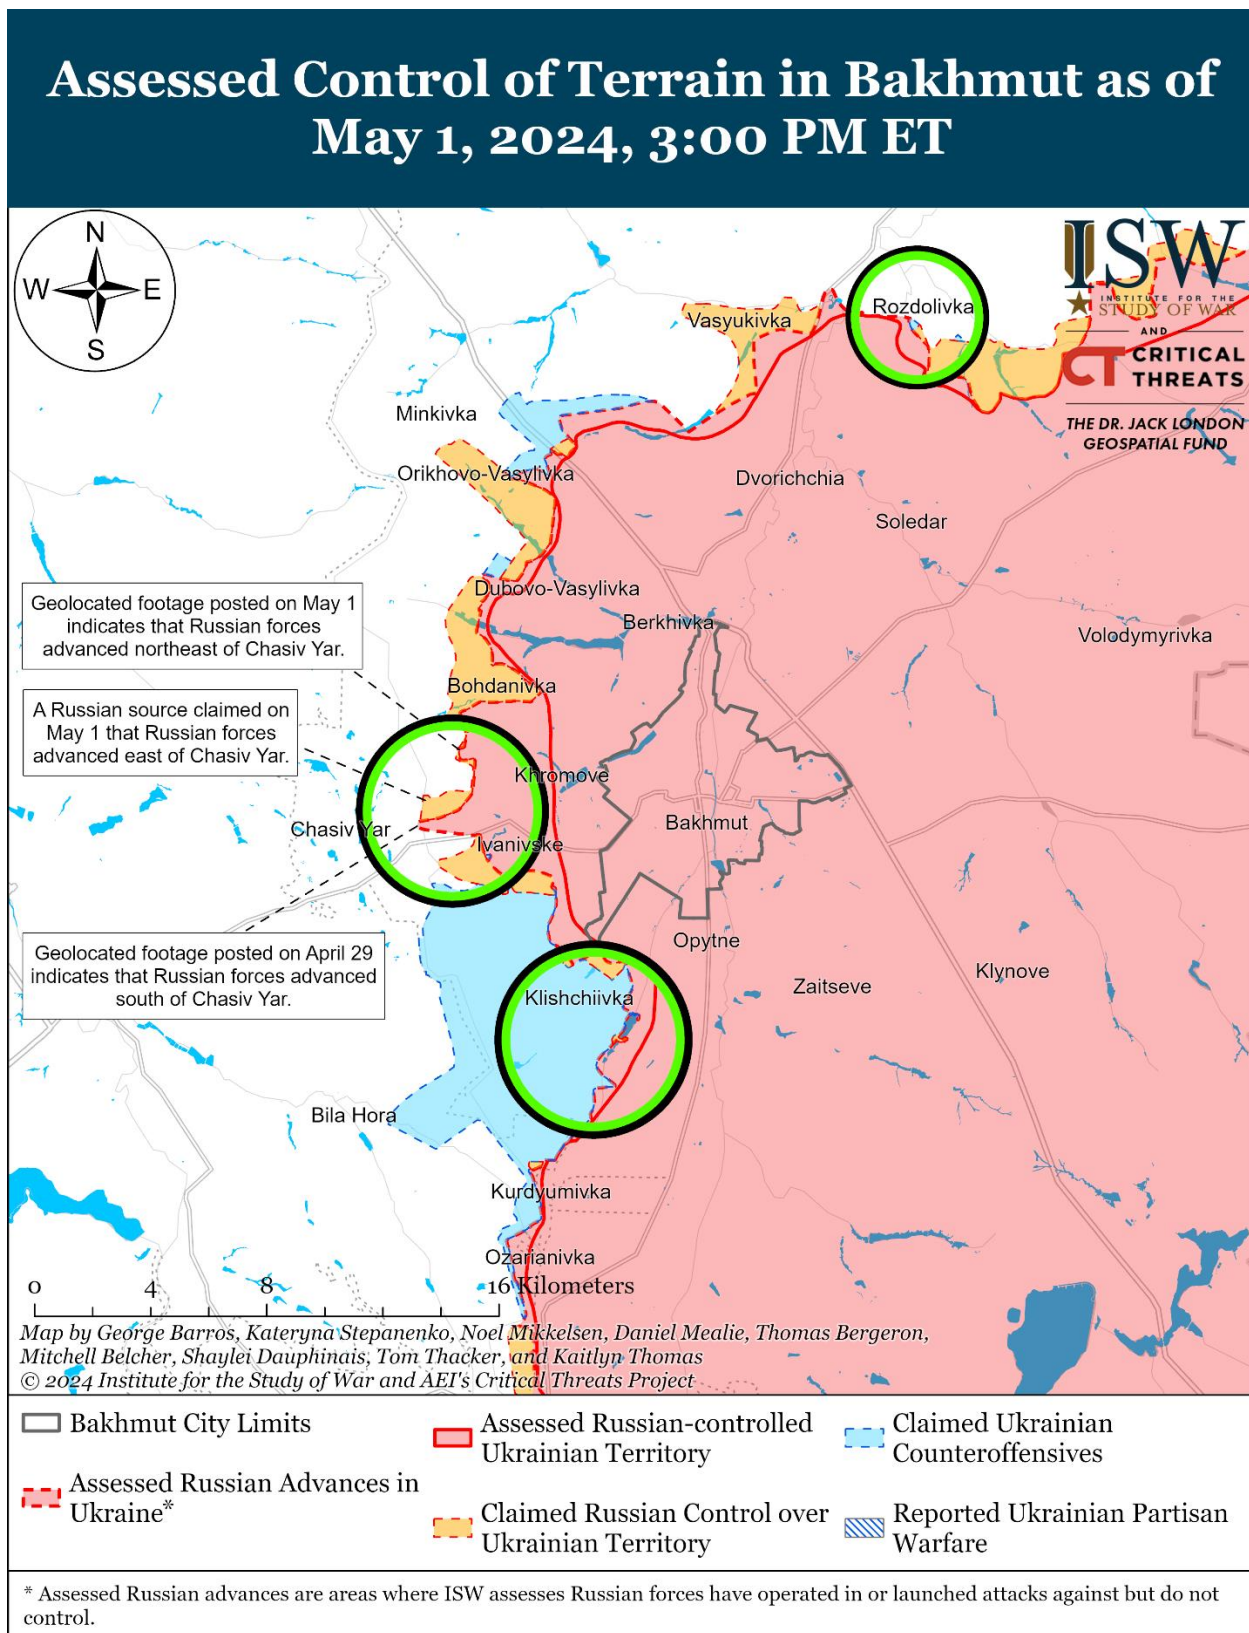 Assessed Control of Terrain in Bakhmut as of
May 1, 2024, 3:00 PM ET
N
W
E
S
ISW
INSTITUTE FOR THE
STUDY OF WAR
AND
CT CRITICAL
THREATS
THE DR. JACK LONDON
GEOSPATIAL FUND
Rozdolivka
Vasyukivka
Minkivka
Orikhovo-Vasylivka
Dvorichchia
Soledar
Dubovo-Vasylivka
Berkhivka
Volodymyrivka
Geolocated footage posted on May 1
indicates that Russian forces
advanced northeast of Chasiv Yar.
Bohdanivka
A Russian source claimed on
May 1 that Russian forces
advanced east of Chasiv Yar.
Khromove
Chasiv Yar
Bakhmut
Ivanivske
Geolocated footage posted on April 29
indicates that Russian forces advanced
south of Chasiv Yar.
Opytne
Klishchiivka
Zaitseve
Klynove
Bila Hora
Kurdyumivka
Ozarianivka
0 4 8 16 Kilometers
Map by George Barros, Kateryna Stepanenko, Noel Mikkelsen, Daniel Mealie, Thomas Bergeron,
Mitchell Belcher, Shaylei Dauphinais, Tom Thacker, and Kaitlyn Thomas
© 2024 Institute for the Study of War and AEI's Critical Threats Project
Bakhmut City Limits
Assessed Russian Advances in
Ukraine*
Assessed Russian-controlled
Ukrainian Territory
Claimed Russian Control over
Ukrainian Territory
Claimed Ukrainian
Counteroffensives
Reported Ukrainian Partisan
Warfare
* Assessed Russian advances are areas where ISW assesses Russian forces have operated in or launched attacks against but do not
control.